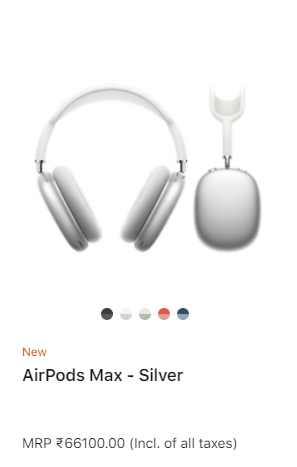 New
AirPods Max - Silver
MRP ₹66100.00 (Incl. of all taxes)